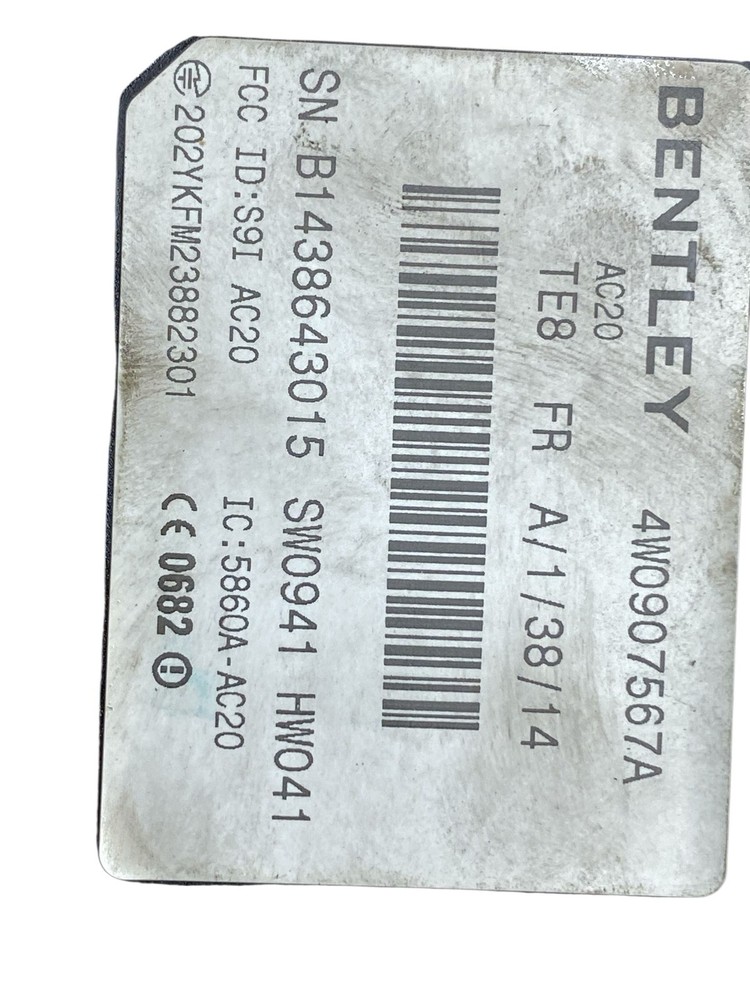 BENTLEY 4W0907567A
AC20
TE8 FR A/1/38/14
SN B1438643015 SW0941 HW041
FCC ID:S9I AC20 IC:5860A-AC20
202YKFM23882301 CE 0682